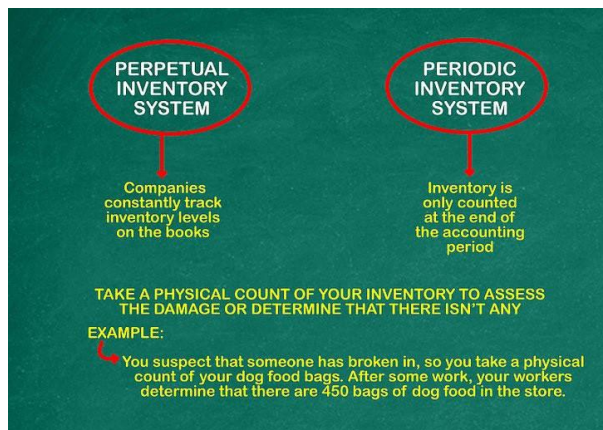 PERPETUAL
INVENTORY
SYSTEM
Companies
constantly track
inventory levels
on the books
PERIODIC
INVENTORY
SYSTEM
Inventory is
only counted
at the end of
the accounting
period
TAKE A PHYSICAL COUNT OF YOUR INVENTORY TO ASSESS
THE DAMAGE OR DETERMINE THAT THERE ISN'T ANY
EXAMPLE:
You suspect that someone has broken in, so you take a physical
count of your dog food bags. After some work, your workers
determine that there are 450 bags of dog food in the store.